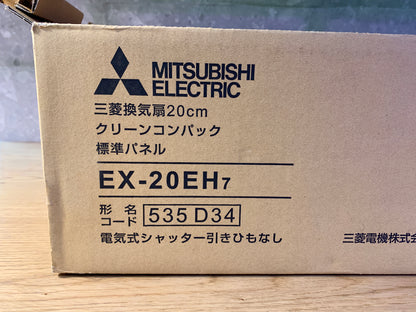 MITSUBISHI
ELECTRIC
三菱換気扇20cm
クリーンコンパック
標準パネル
EX-20EH7
形名
コード 535 D34
電気式シャッター引きひもなし
三菱電機株式会